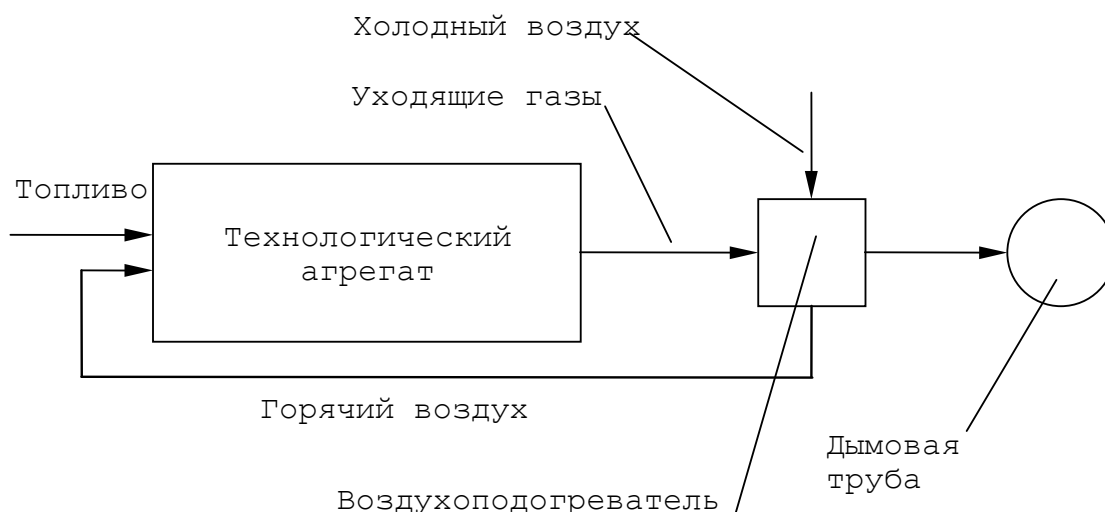 Холодный воздух
Уходящие газы
Топливо
Технологический
агрегат
Горячий воздух
Дымовая
труба
Воздухоподогреватель